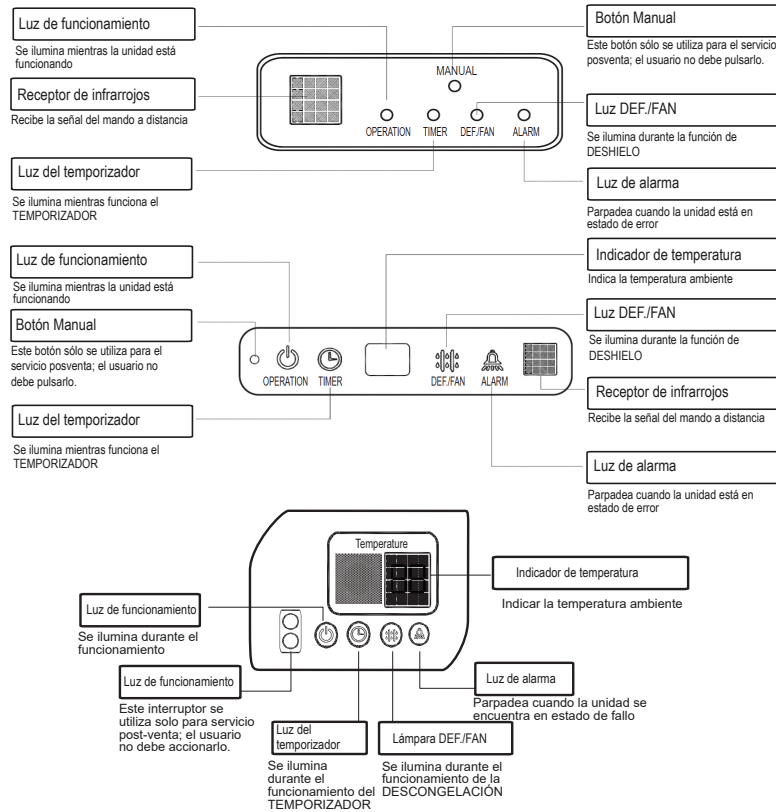 Luz de funcionamiento
Se ilumina mientras la unidad está
funcionando
Receptor de infrarrojos
Recibe la señal del mando a distancia
Luz del temporizador
Se ilumina mientras funciona el
TEMPORIZADOR
MANUAL
OPERATION TIMER DEF./FAN ALARM
Botón Manual
Este botón sólo se utiliza para el servicio
posventa; el usuario no debe pulsarlo.
Luz DEF./FAN
Se ilumina durante la función de
DESHIELO
Luz de alarma
Parpadea cuando la unidad está en
estado de error
Luz de funcionamiento
Se ilumina mientras la unidad está
funcionando
Botón Manual
Este botón sólo se utiliza para el
servicio posventa; el usuario no
debe pulsarlo.
Luz del temporizador
Se ilumina mientras funciona el
TEMPORIZADOR
OPERATION TIMER DEF./FAN ALARM
Indicador de temperatura
Indica la temperatura ambiente
Luz DEF./FAN
Se ilumina durante la función de
DESHIELO
Receptor de infrarrojos
Recibe la señal del mando a distancia
Luz de alarma
Parpadea cuando la unidad está en
estado de error
Temperature
Indicador de temperatura
Indicar la temperatura ambiente
Luz de funcionamiento
Se ilumina durante el
funcionamiento
Luz de funcionamiento
Este interruptor se
utiliza solo para servicio
post-venta; el usuario
no debe accionarlo.
Luz del
temporizador
Se ilumina
durante el
funcionamiento del
TEMPORIZADOR
Lámpara DEF./FAN
Se ilumina durante el
funcionamiento de la
DESCONGELACIÓN
Luz de alarma
Parpadea cuando la unidad se
encuentra en estado de fallo